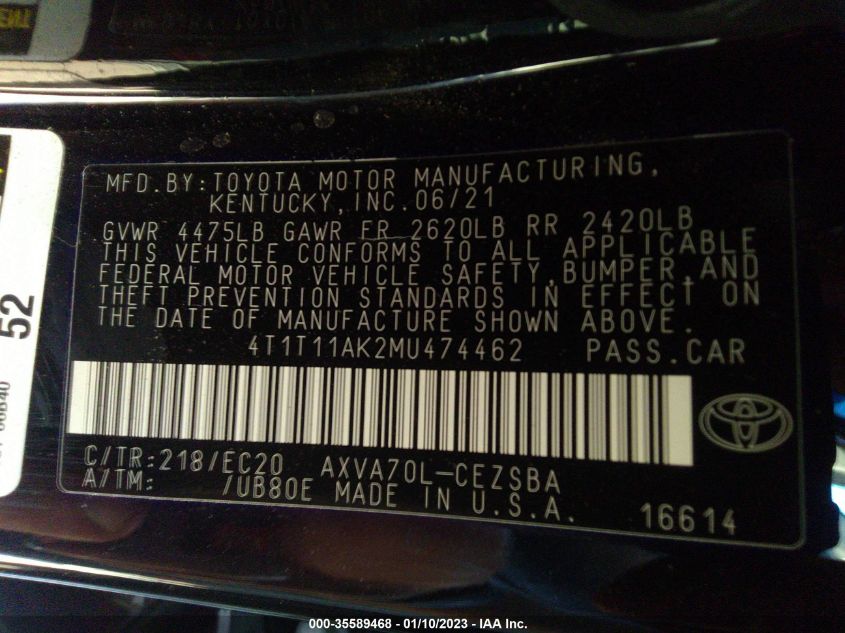 MFD.BY:TOYOTA MOTOR MANUFACTURING,
KENTUCKY,INC.06/21
GVWR 4475LB GAWR FR 2620LB RR 2420LB
THIS VEHICLE CONFORMS TO ALL APPLICABLE
FEDERAL MOTOR VEHICLE SAFETY,BUMPER,AND
THEFT PREVENTION STANDARDS IN EFFECT ON
THE DATE OF MANUFACTURE SHOWN ABOVE.
4T1T11AK2MU474462 PASS.CAR
C/TR:218/EC20 AXVA70L-CEZSBA
A/TM: /UB80E MADE IN U.S.A. 16614
52
000-35589468 - 01/10/2023 - IAA Inc.